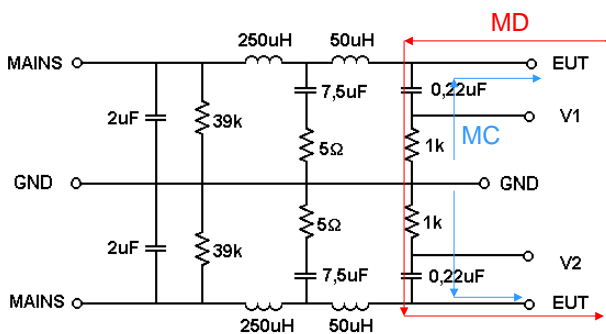 MD
250uH 50uH
MAINS EUT
7,5uF 0,22uF
2uF 39k V1
5Ω 1k MC
GND GND
5Ω 1k
2uF 39k V2
7,5uF 0,22uF
MAINS EUT
250uH 50uH